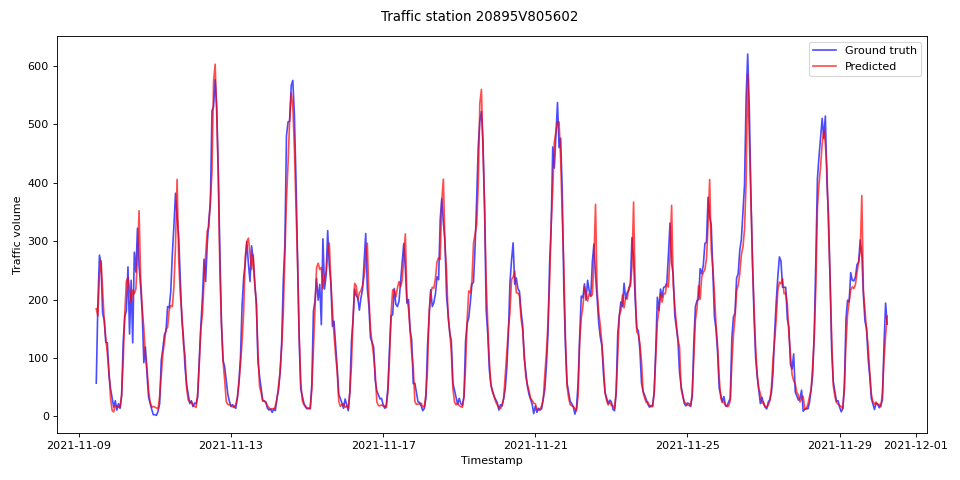 Traffic station 20895V805602
Ground truth
Predicted
Traffic volume
600
500
400
300
200
100
0
2021-11-09
2021-11-13
2021-11-17
2021-11-21
2021-11-25
2021-11-29
2021-12-01
Timestamp